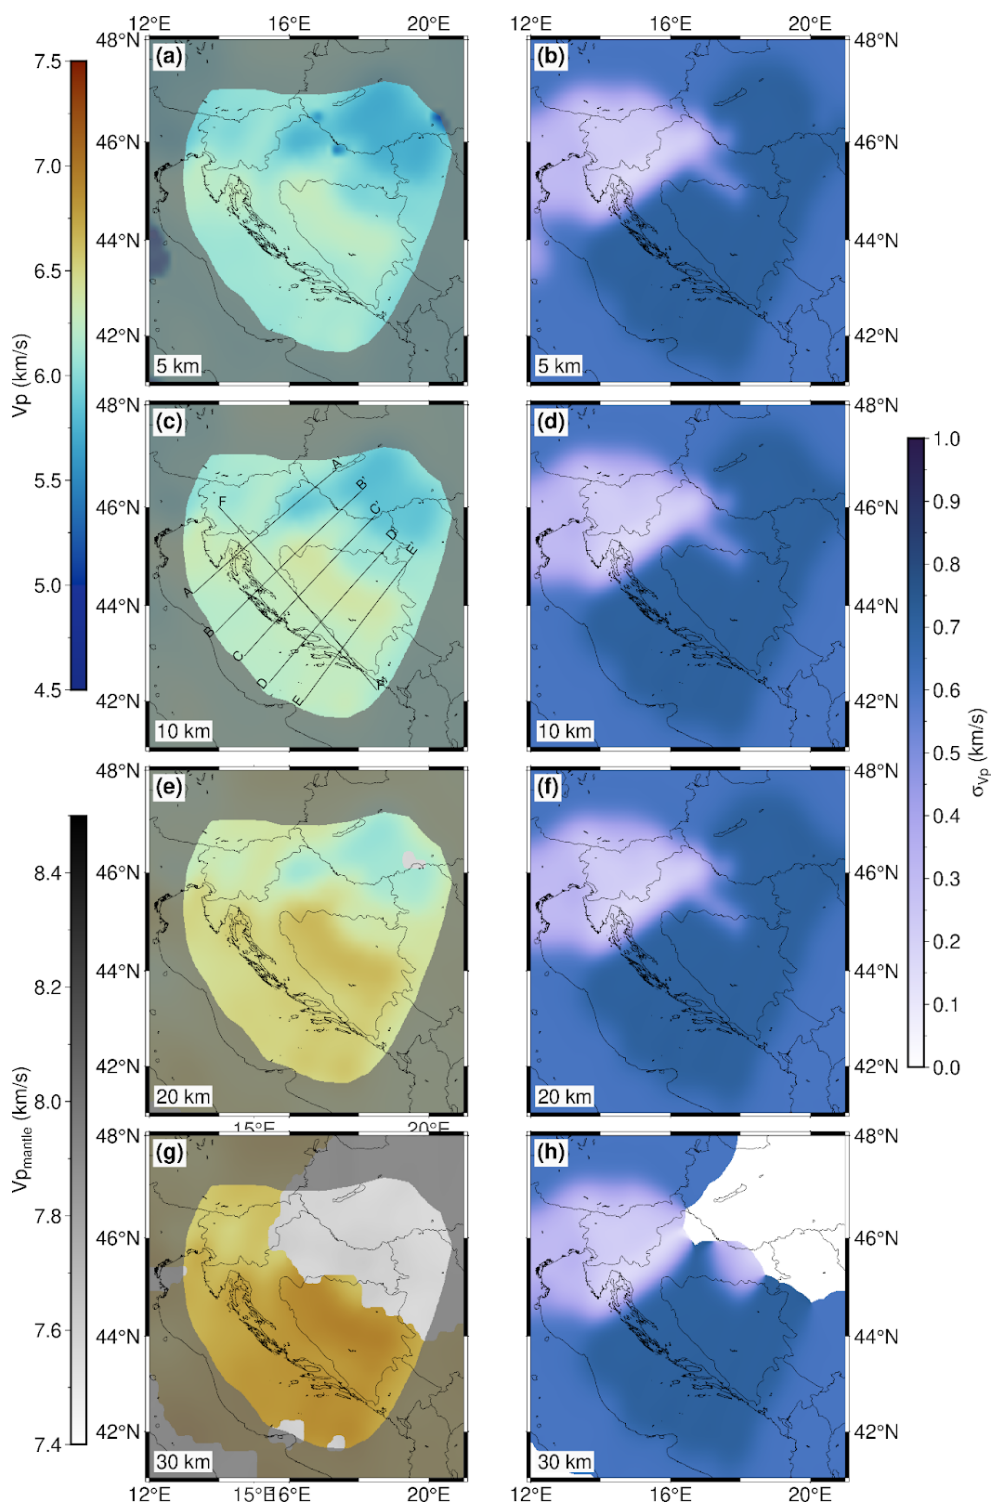 12°E 16°E 20°E 12°E 16°E 20°E
48°N (a) (b) 48°N
7.5
7.0
6.5
6.0
5.5
5.0
4.5
Vp (km/s)
46°N 46°N
44°N 44°N
42°N 42°N
5 km 5 km
48°N (c) (d) 48°N
A'
B'
C'
D'
E'
F
46°N 46°N
A
B
C
D
E
44°N 44°N
42°N 42°N
10 km 10 km
1.0
0.9
0.8
0.7
0.6
0.5
0.4
0.3
0.2
0.1
0.0
σVp (km/s)
48°N (e) (f) 48°N
46°N 46°N
44°N 44°N
42°N 42°N
20 km 20 km
8.4
8.2
8.0
7.8
7.6
7.4
Vpmantle (km/s)
15°E 20°E
48°N (g) (h) 48°N
46°N 46°N
44°N 44°N
42°N 42°N
30 km 30 km
12°E 16°E 20°E 12°E 16°E 20°E